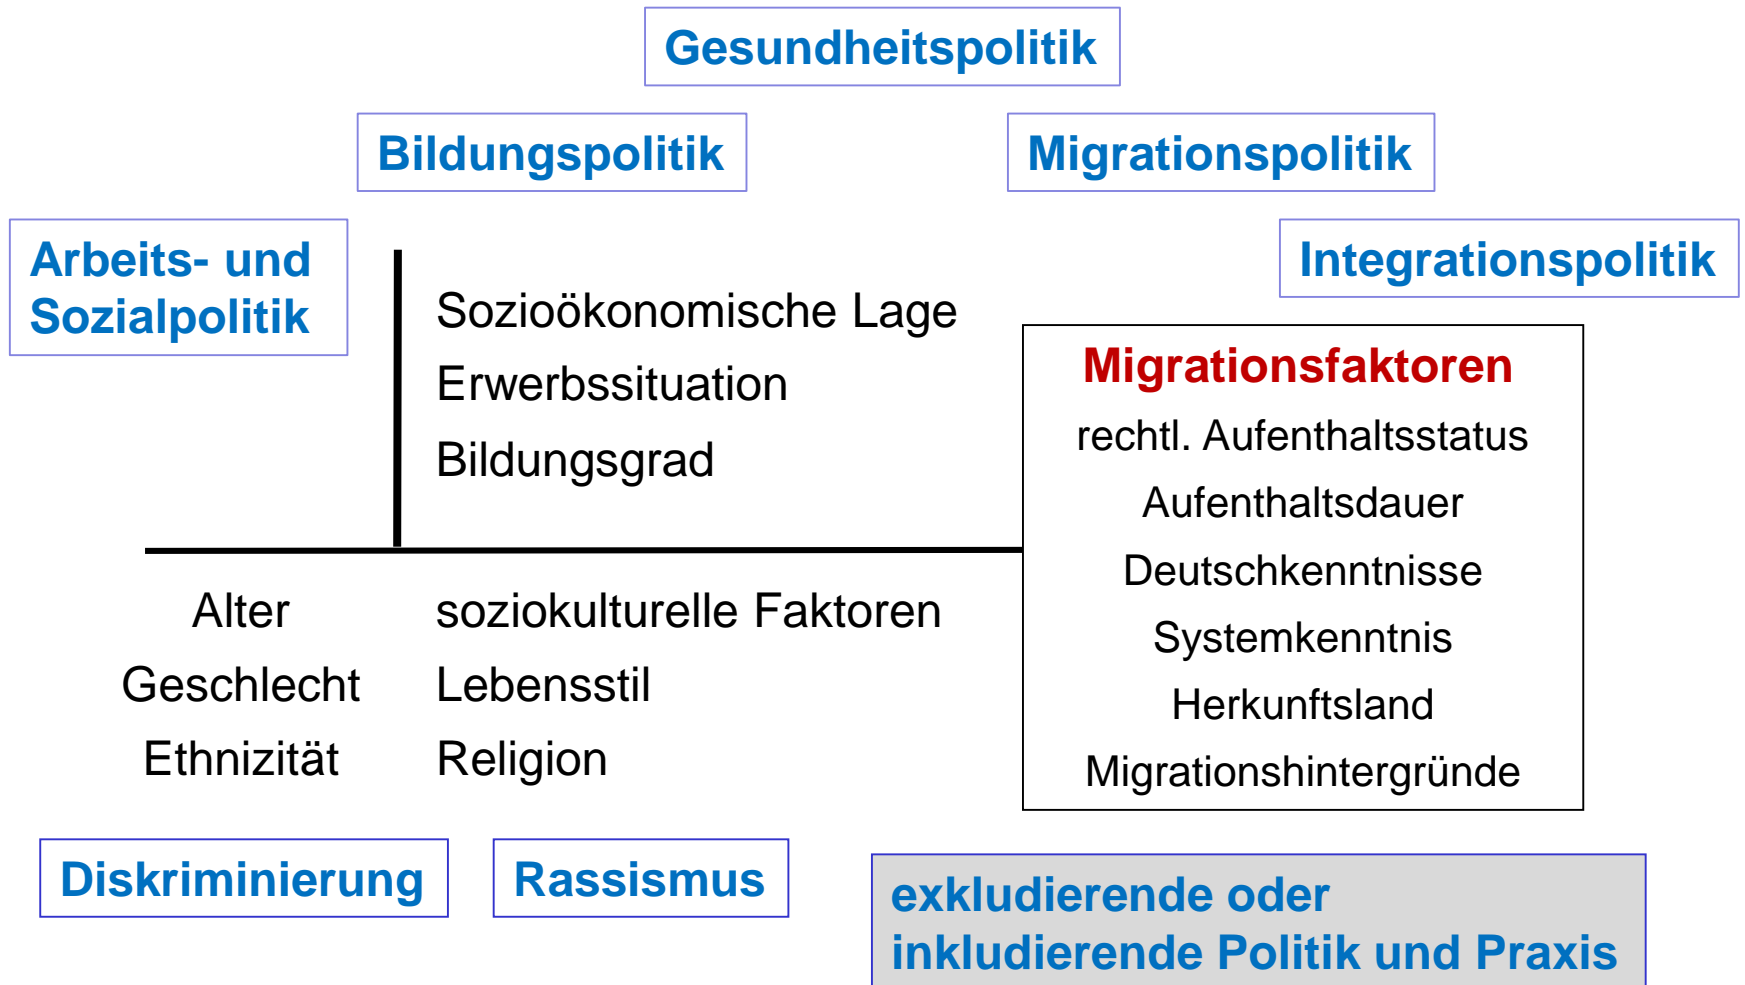 Gesundheitspolitik
Bildungspolitik
Migrationspolitik
Arbeits- und
Sozialpolitik
Integrationspolitik
Sozioökonomische Lage
Erwerbssituation
Bildungsgrad
Migrationsfaktoren
rechtl. Aufenthaltsstatus
Aufenthaltsdauer
Deutschkenntnisse
Systemkenntnis
Herkunftsland
Migrationshintergründe
Alter
Geschlecht
Ethnizität
soziokulturelle Faktoren
Lebensstil
Religion
Diskriminierung
Rassismus
exkludierende oder
inkludierende Politik und Praxis